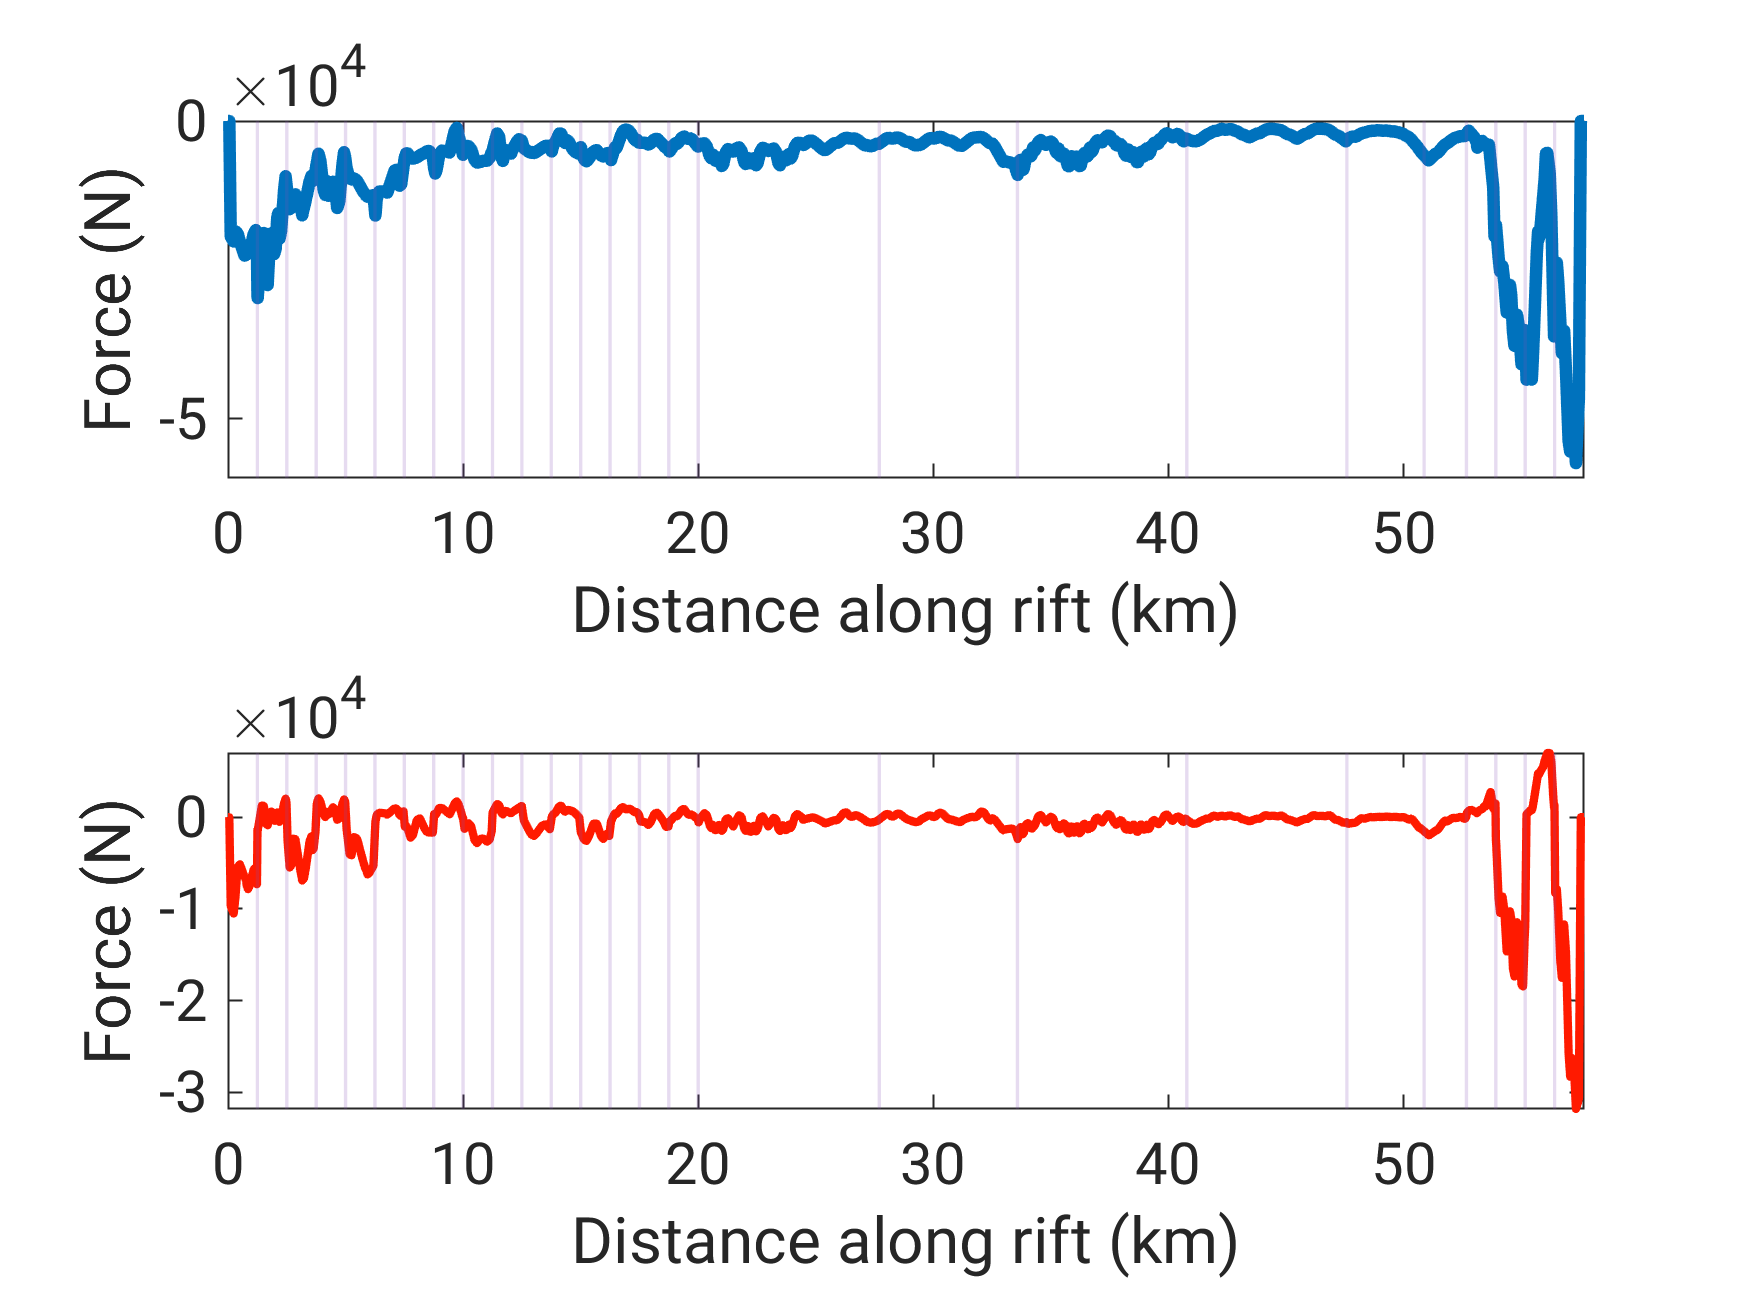 ×10⁴
0
-5
Force (N)
0 10 20 30 40 50
Distance along rift (km)
×10⁴
0
-1
-2
-3
Force (N)
0 10 20 30 40 50
Distance along rift (km)